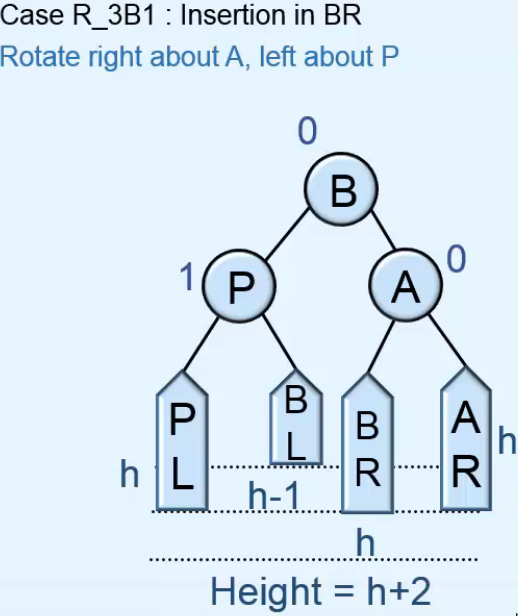 Case R_3B1 : Insertion in BR
Rotate right about A, left about P
0
B
1
P
A
0
P
L
B
L
B
R
A
R
h
h-1
h
h
Height = h+2